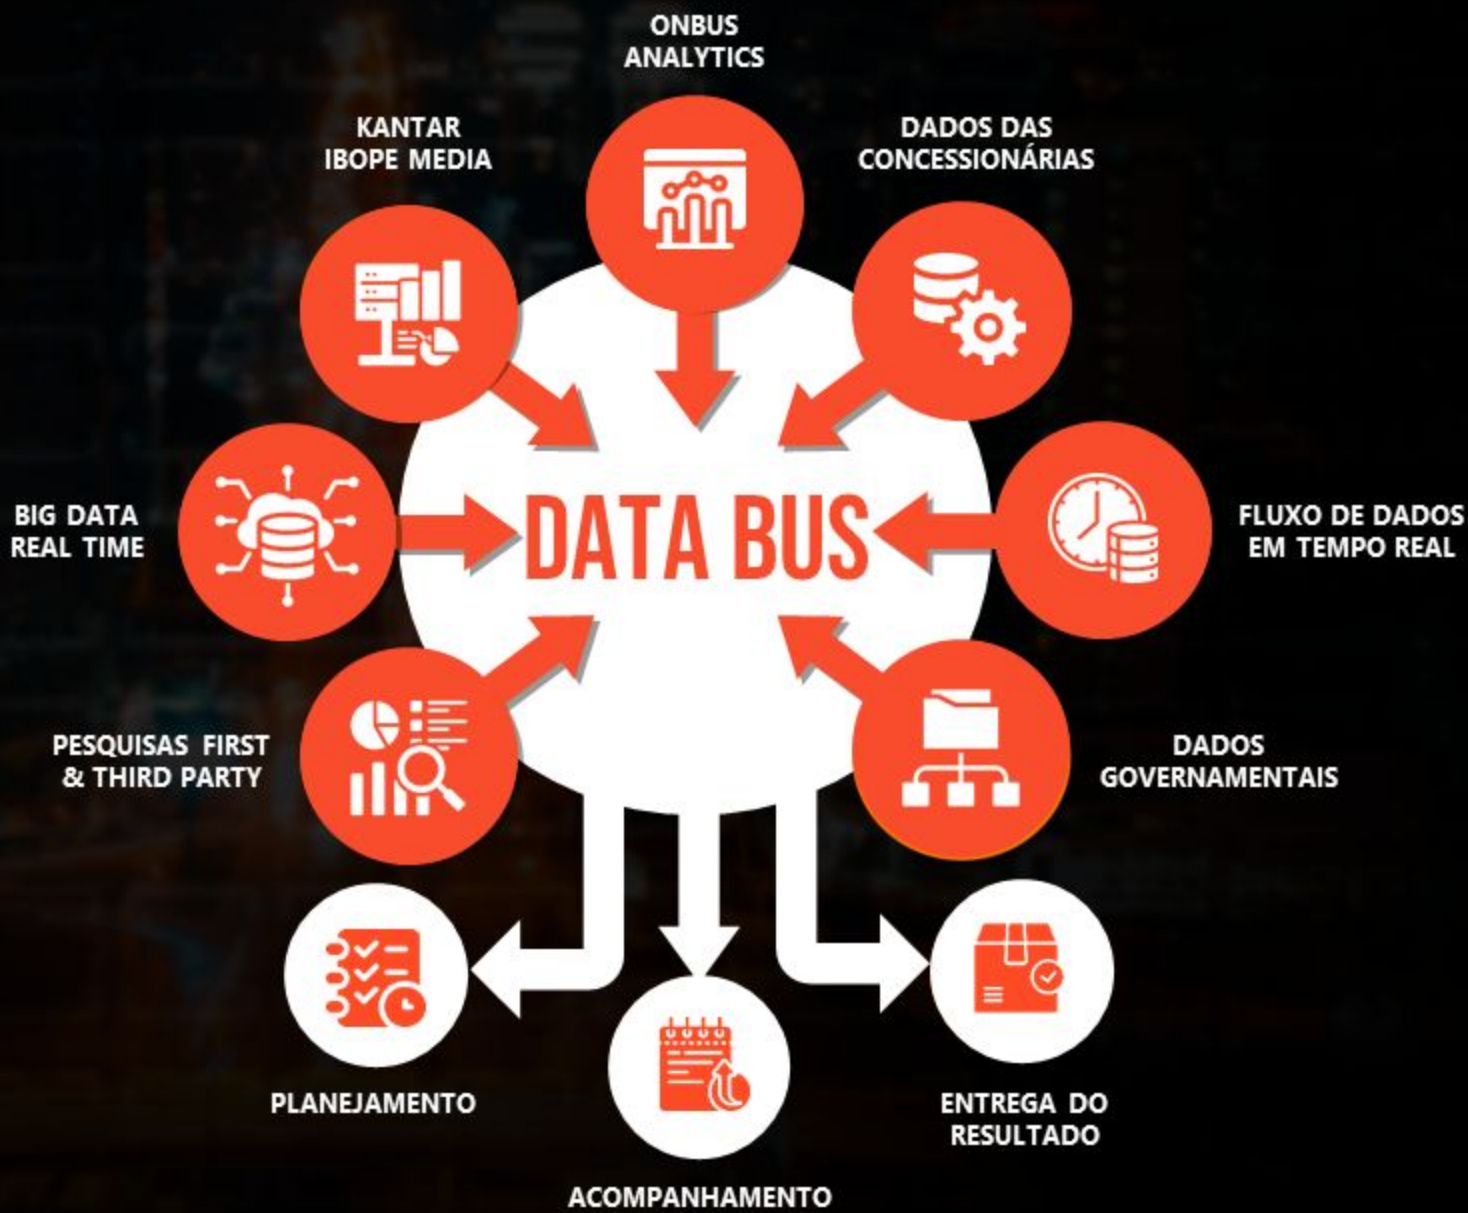 ONBUS
ANALYTICS
KANTAR
IBOPE MEDIA
DADOS DAS
CONCESSIONÁRIAS
BIG DATA
REAL TIME
DATA BUS
FLUXO DE DADOS
EM TEMPO REAL
PESQUISAS FIRST
& THIRD PARTY
DADOS
GOVERNAMENTAIS
PLANEJAMENTO
ENTREGA DO
RESULTADO
ACOMPANHAMENTO